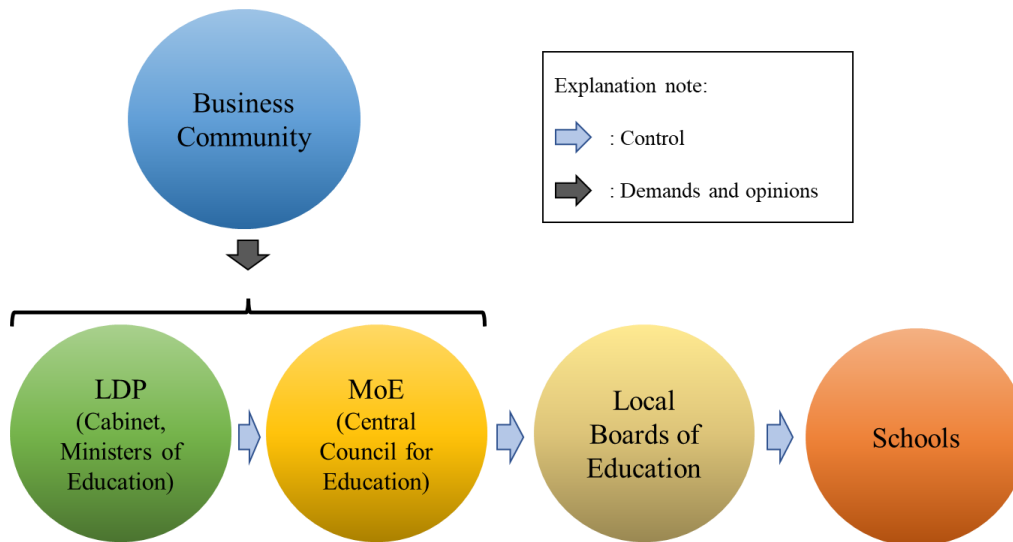 Business
Community
Explanation note:
: Control
: Demands and opinions
LDP
(Cabinet,
Ministers of
Education)
MoE
(Central
Council for
Education)
Local
Boards of
Education
Schools